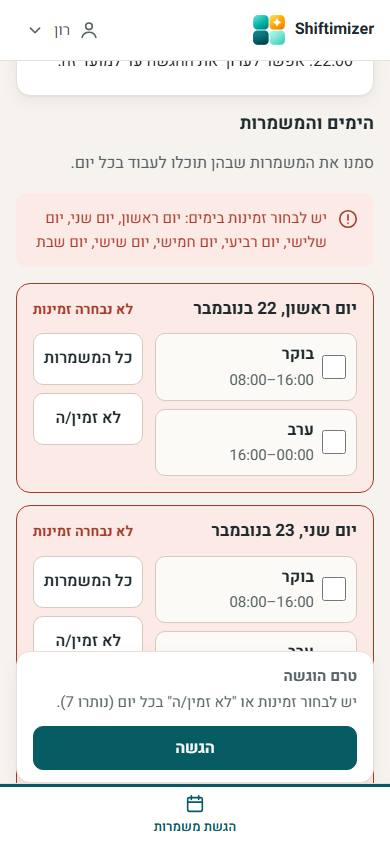 Shiftimizer
רון
22:00. אפשר לערוך את ההגשה עד למועד זה.
הימים והמשמרות
סמנו את המשמרות שבהן תוכלו לעבוד בכל יום.
יש לבחור זמינות בימים: יום ראשון, יום שני, יום
שלישי, יום רביעי, יום חמישי, יום שישי, יום שבת
יום ראשון, 22 בנובמבר
לא נבחרה זמינות
בוקר
08:00–16:00
ערב
16:00–00:00
כל המשמרות
לא זמין/ה
יום שני, 23 בנובמבר
לא נבחרה זמינות
בוקר
08:00–16:00
ערב
כל המשמרות
לא זמין/ה
טרם הוגשה
יש לבחור זמינות או "לא זמין/ה" בכל יום (נותרו 7).
הגשה
הגשת משמרות